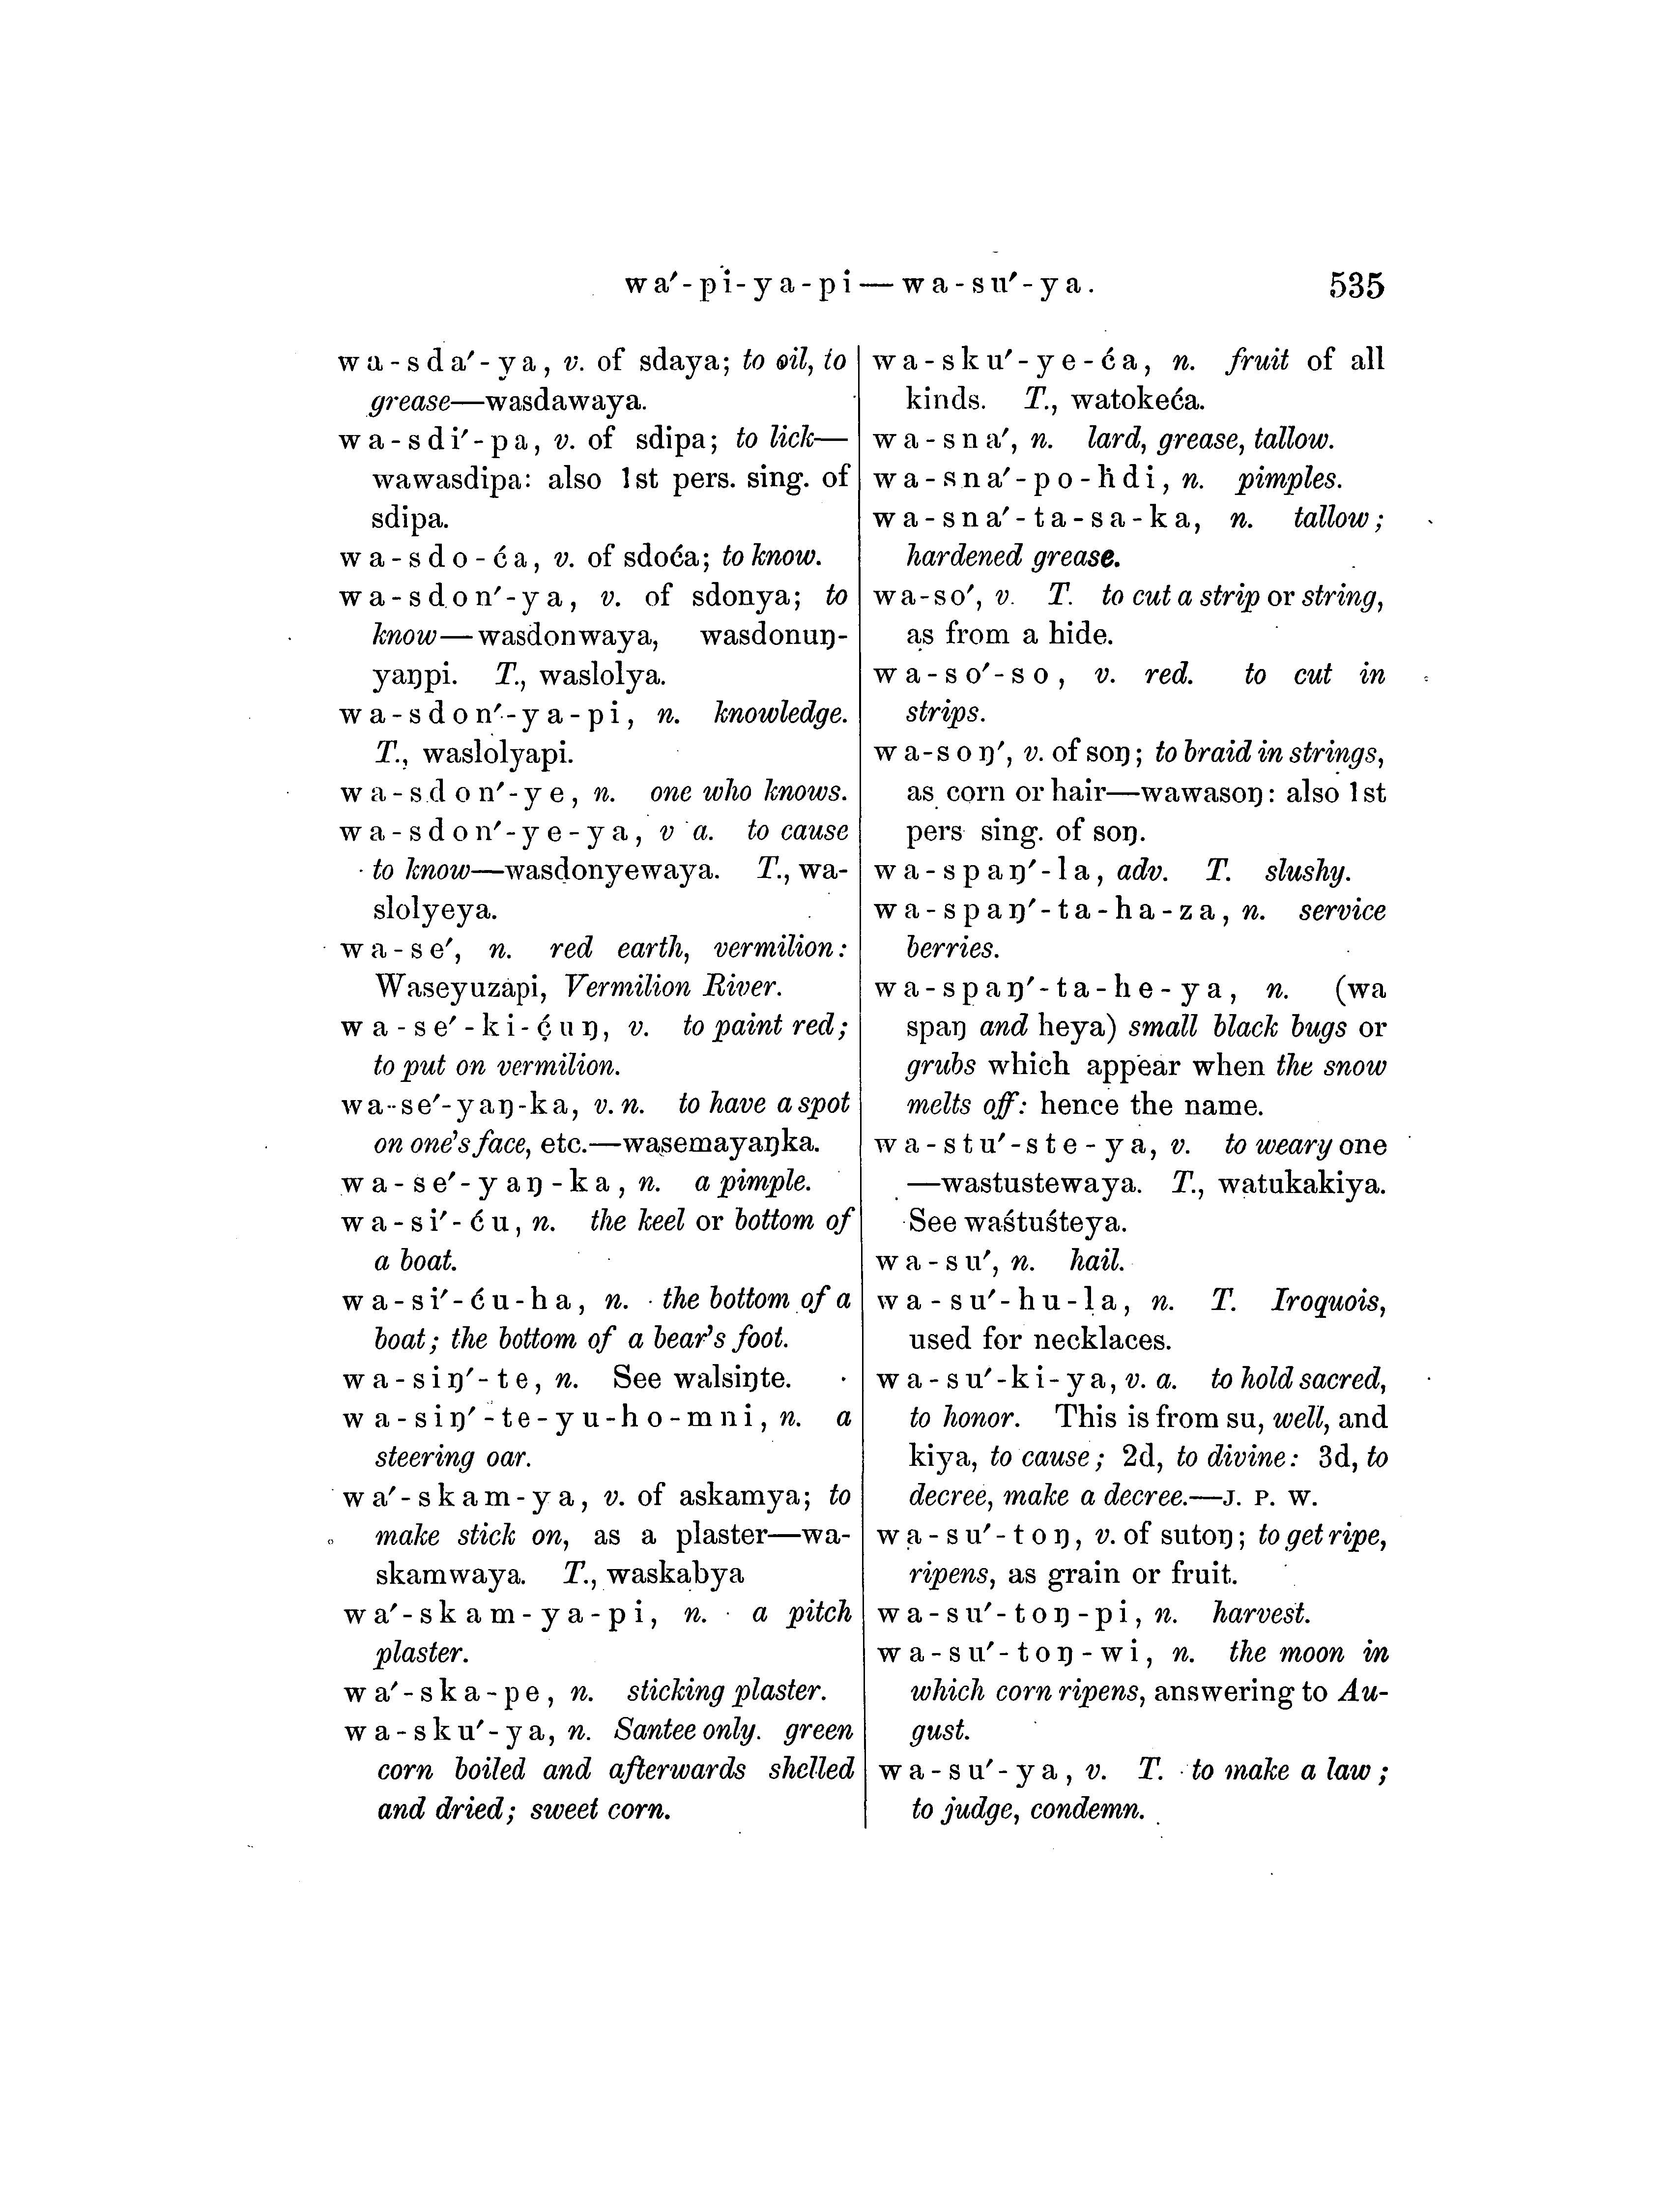 wa′-pi-ya-pi—wa-su′-ya. 535
wa-sda′-ya, v. of sdaya; to oil, to
grease—wasdawaya.
wa-sdi′-pa, v. of sdipa; to lick—
wawasdipa: also 1st pers. sing. of
sdipa.
wa-sdo-ća, v. of sdoća; to know.
wa-sdon′-ya, v. of sdonya; to
know—wasdonwaya, wasdonuŋ-
yaŋpi. T., waslolya.
wa-sdon′-ya-pi, n. knowledge.
T., waslolyapi.
wa-sdon′-ye, n. one who knows.
wa-sdon′-ye-ya, v a. to cause
to know—wasdonyewaya. T., wa-
slolyeya.
wa-se′, n. red earth, vermilion:
Waseyuzapi, Vermilion River.
wa-se′-ki-ć̣uŋ, v. to paint red;
to put on vermilion.
wa-se′-yaŋ-ka, v. n. to have a spot
on one's face, etc.—wasemayaŋka.
wa-se′-yaŋ-ka, n. a pimple.
wa-si′-ću, n. the keel or bottom of
a boat.
wa-si′-ću-ha, n. the bottom of a
boat; the bottom of a bear's foot.
wa-siŋ′-te, n. See walsiŋte.
wa-siŋ′-te-yu-ho-mni, n. a
steering oar.
wa′-skam-ya, v. of askamya; to
make stick on, as a plaster—wa-
skamwaya. T., waskabya
wa′-skam-ya-pi, n. a pitch
plaster.
wa′-ska-pe, n. sticking plaster.
wa-sku′-ya, n. Santee only. green
corn boiled and afterwards shelled
and dried; sweet corn.
wa-sku′-ye-ća, n. fruit of all
kinds. T., watokeća.
wa-sna′, n. lard, grease, tallow.
wa-sna′-po-ḣdi, n. pimples.
wa-sna′-ta-sa-ka, n. tallow;
hardened grease.
wa-so′, v. T. to cut a strip or string,
as from a hide.
wa-so′-so, v. red. to cut in
strips.
wa-soŋ′, v. of soŋ; to braid in strings,
as corn or hair—wawasoŋ: also 1st
pers sing. of soŋ.
wa-spaŋ′-la, adv. T. slushy.
wa-spaŋ′-ta-ha-za, n. service
berries.
wa-spaŋ′-ta-he-ya, n. (wa
spaŋ and heya) small black bugs or
grubs which appear when the snow
melts off: hence the name.
wa-stu′-ste-ya, v. to weary one
—wastustewaya. T., watukakiya.
See waśtuśteya.
wa-su′, n. hail.
wa-su′-hu-la, n. T. Iroquois,
used for necklaces.
wa-su′-ki-ya, v. a. to hold sacred,
to honor. This is from su, well, and
kiya, to cause; 2d, to divine: 3d, to
decree, make a decree.—J. P. W.
wa-su′-toŋ, v. of sutoŋ; to get ripe,
ripens, as grain or fruit.
wa-su′-toŋ-pi, n. harvest.
wa-su′-toŋ-wi, n. the moon in
which corn ripens, answering to Au-
gust.
wa-su′-ya, v. T. to make a law;
to judge, condemn.